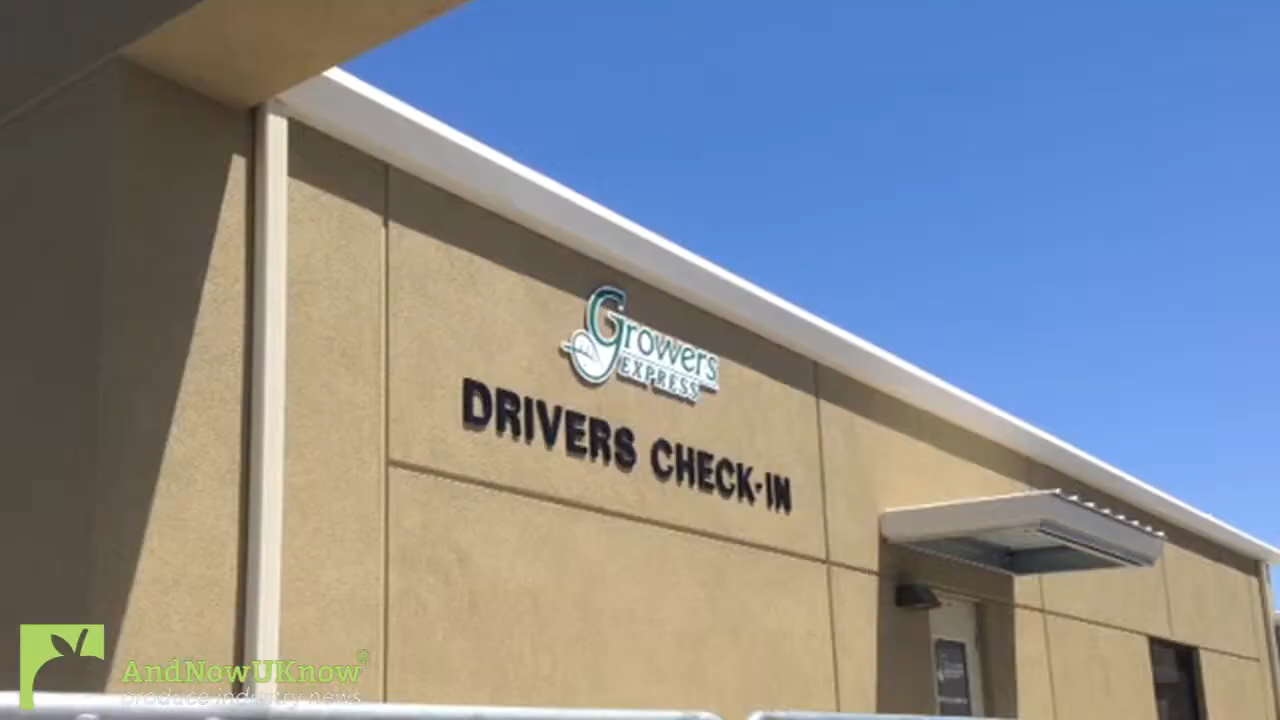 Growers
EXPRESS
DRIVERS CHECK-IN
AndNowUKnow
produce industry news